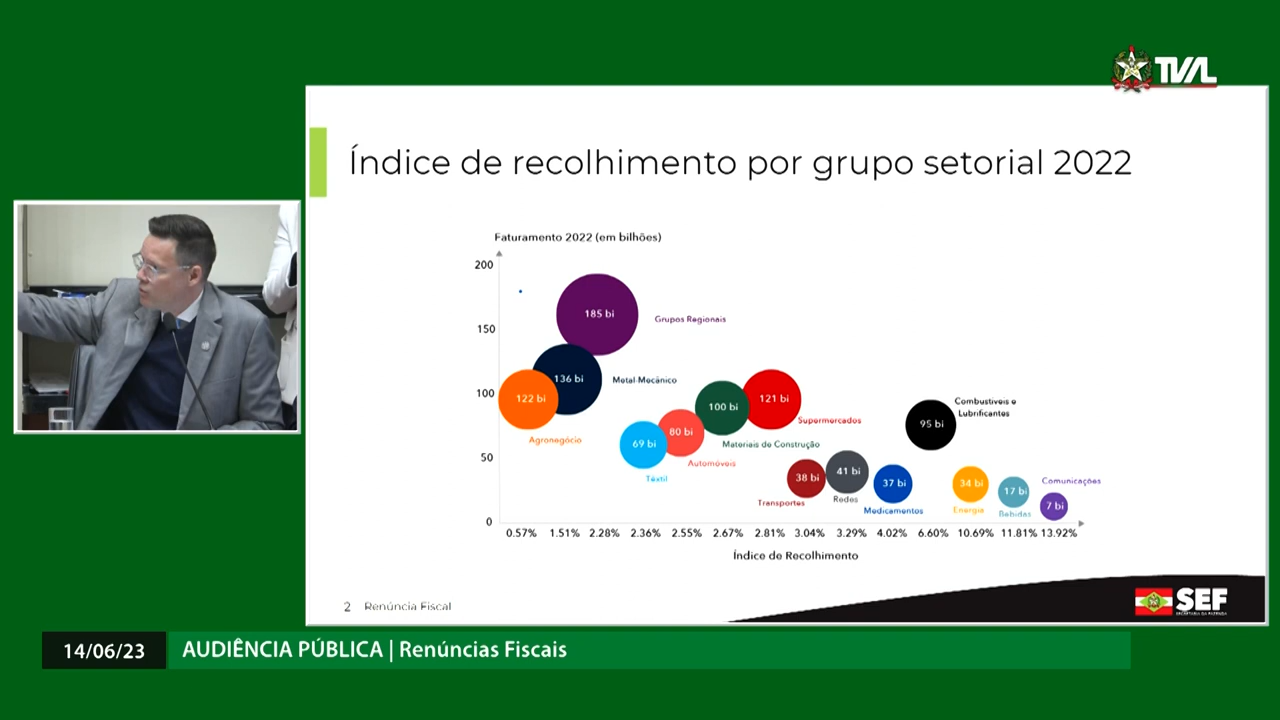 TVAL
Índice de recolhimento por grupo setorial 2022
Faturamento 2022 (em bilhões)
200
150
100
50
0
185 bi
Grupos Regionais
136 bi
Metal-Mecânico
122 bi
Agronegócio
69 bi
Têxtil
80 bi
Automóveis
100 bi
Materiais de Construção
121 bi
Supermercados
38 bi
Transportes
41 bi
Redes
37 bi
Medicamentos
95 bi
Combustíveis e
Lubrificantes
34 bi
Energia
17 bi
Bebidas
7 bi
Comunicações
0.57% 1.51% 2.28% 2.36% 2.55% 2.67% 2.81% 3.04% 3.29% 4.02% 6.60% 10.69% 11.81% 13.92%
Índice de Recolhimento
2 Renúncia Fiscal
SEF
14/06/23
AUDIÊNCIA PÚBLICA | Renúncias Fiscais